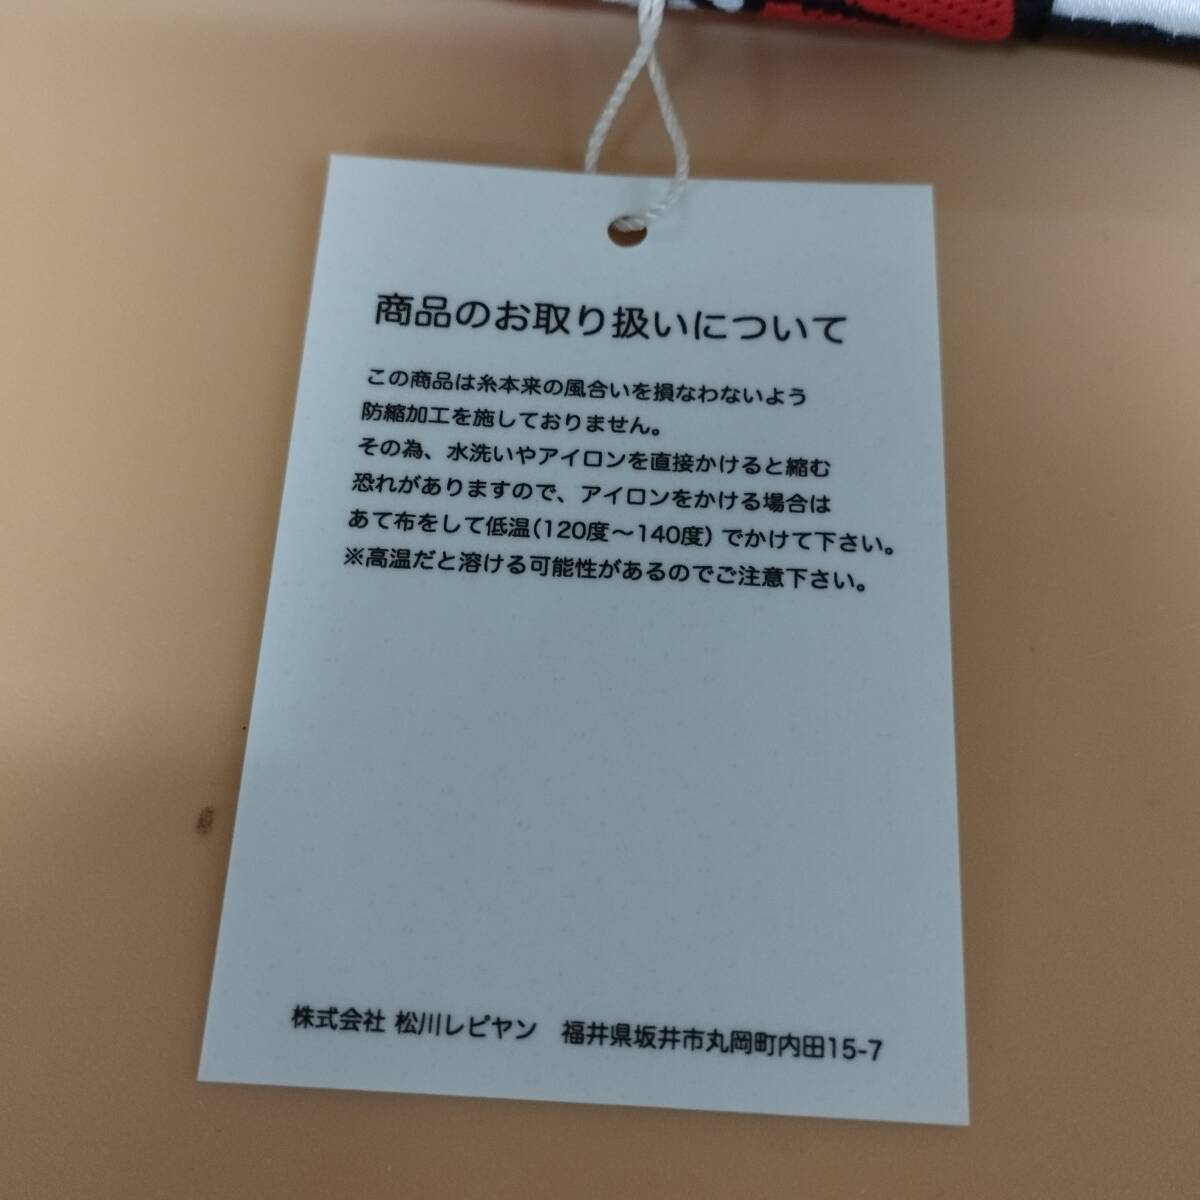 商品のお取り扱いについて
この商品は糸本来の風合いを損なわないよう
防縮加工を施しておりません。
その為、水洗いやアイロンを直接かけると縮む
恐れがありますので、アイロンをかける場合は
あて布をして低温(120度～140度)でかけて下さい。
※高温だと溶ける可能性があるのでご注意下さい。
株式会社 松川レピヤン　福井県坂井市丸岡町内田15-7